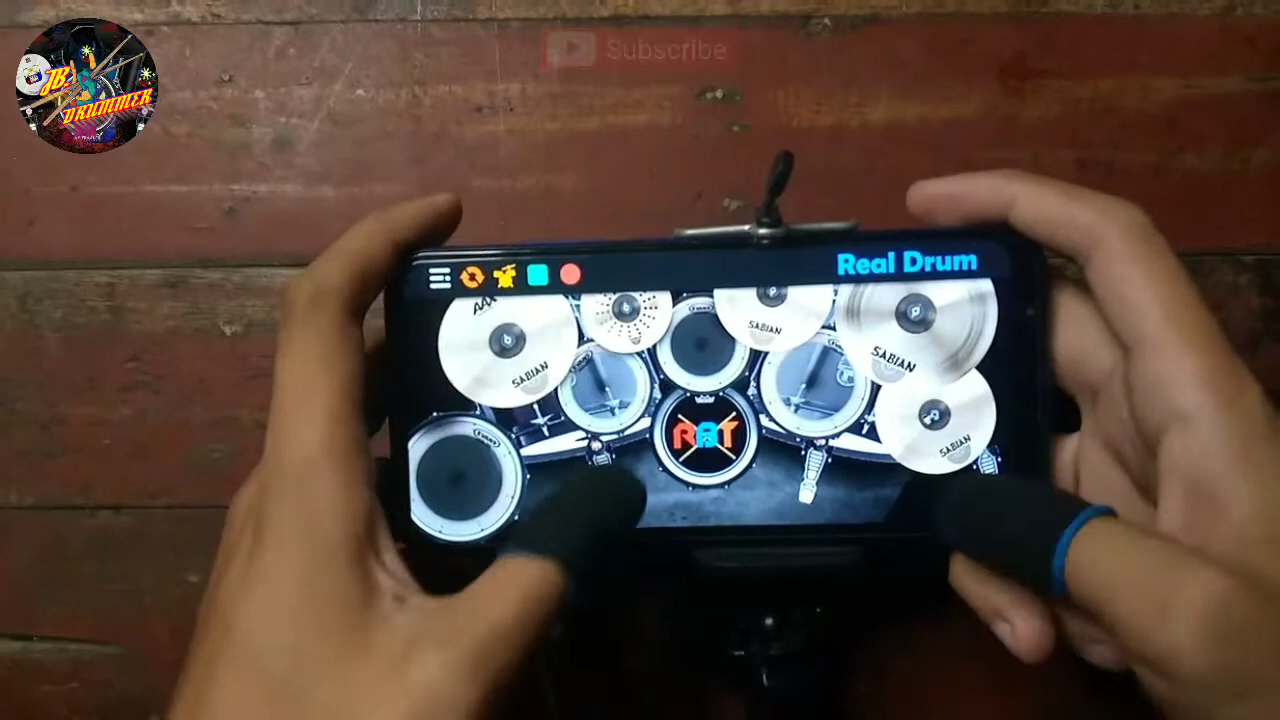 Subscribe
JB
DRUMMER
Real Drum
AAX
SABIAN
SABIAN
SABIAN
RAT
SABIAN